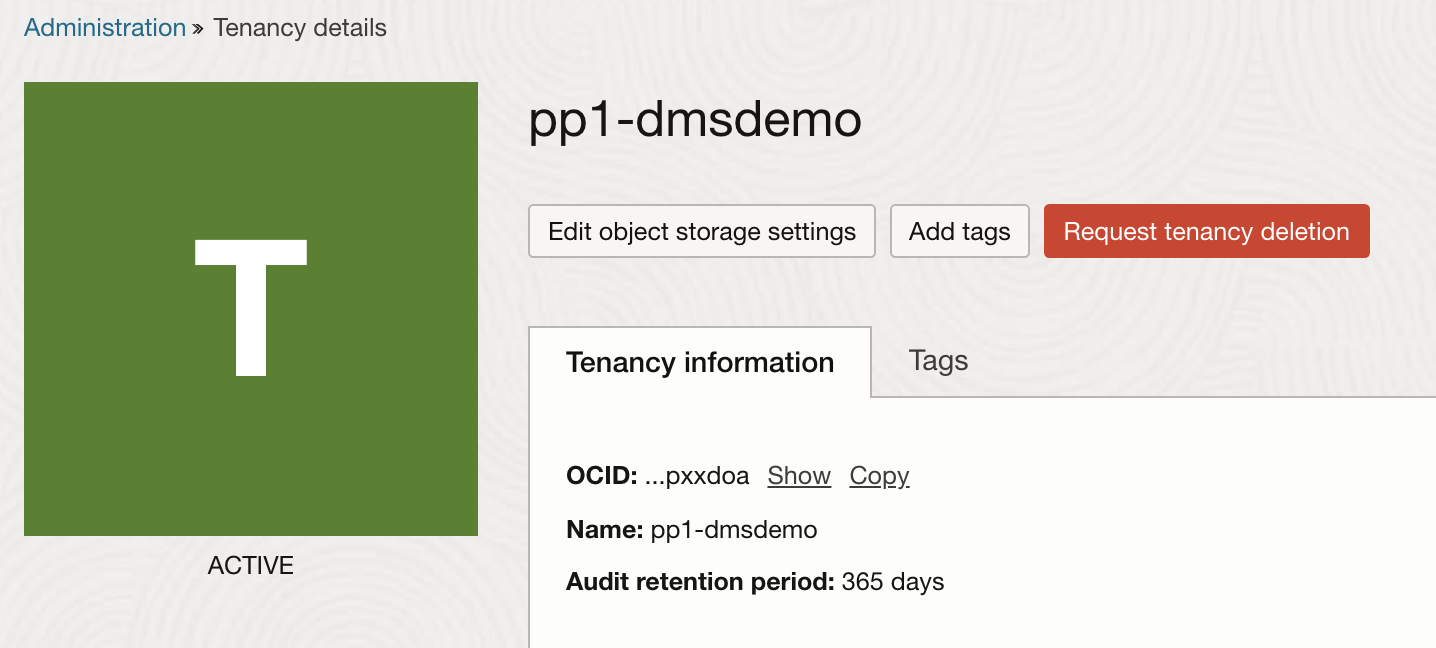 Administration » Tenancy details
T
ACTIVE
pp1-dmsdemo
Edit object storage settings Add tags Request tenancy deletion
Tenancy information Tags
OCID: ...pxxdoa Show Copy
Name: pp1-dmsdemo
Audit retention period: 365 days